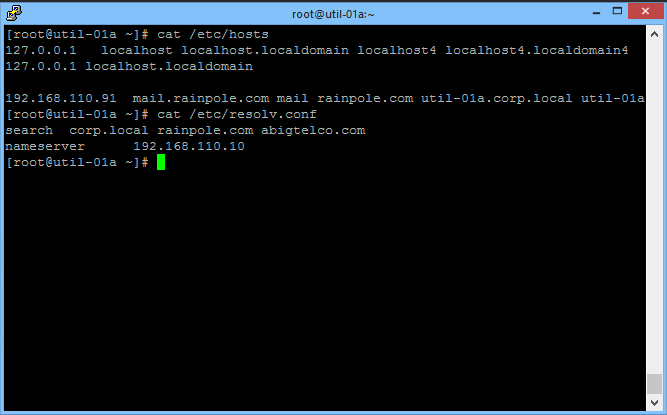 root@util-01a:~
[root@util-01a ~]# cat /etc/hosts
127.0.0.1   localhost localhost.localdomain localhost4 localhost4.localdomain4
127.0.0.1 localhost.localdomain
192.168.110.91  mail.rainpole.com mail rainpole.com util-01a.corp.local util-01a
[root@util-01a ~]# cat /etc/resolv.conf
search  corp.local rainpole.com abigtelco.com
nameserver      192.168.110.10
[root@util-01a ~]#